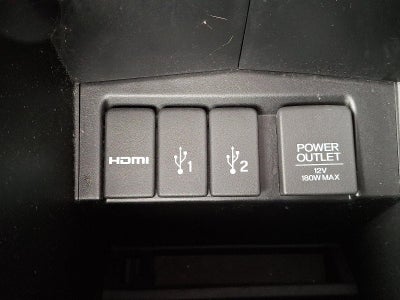 HDMI
1
2
POWER
OUTLET
12V
180W MAX